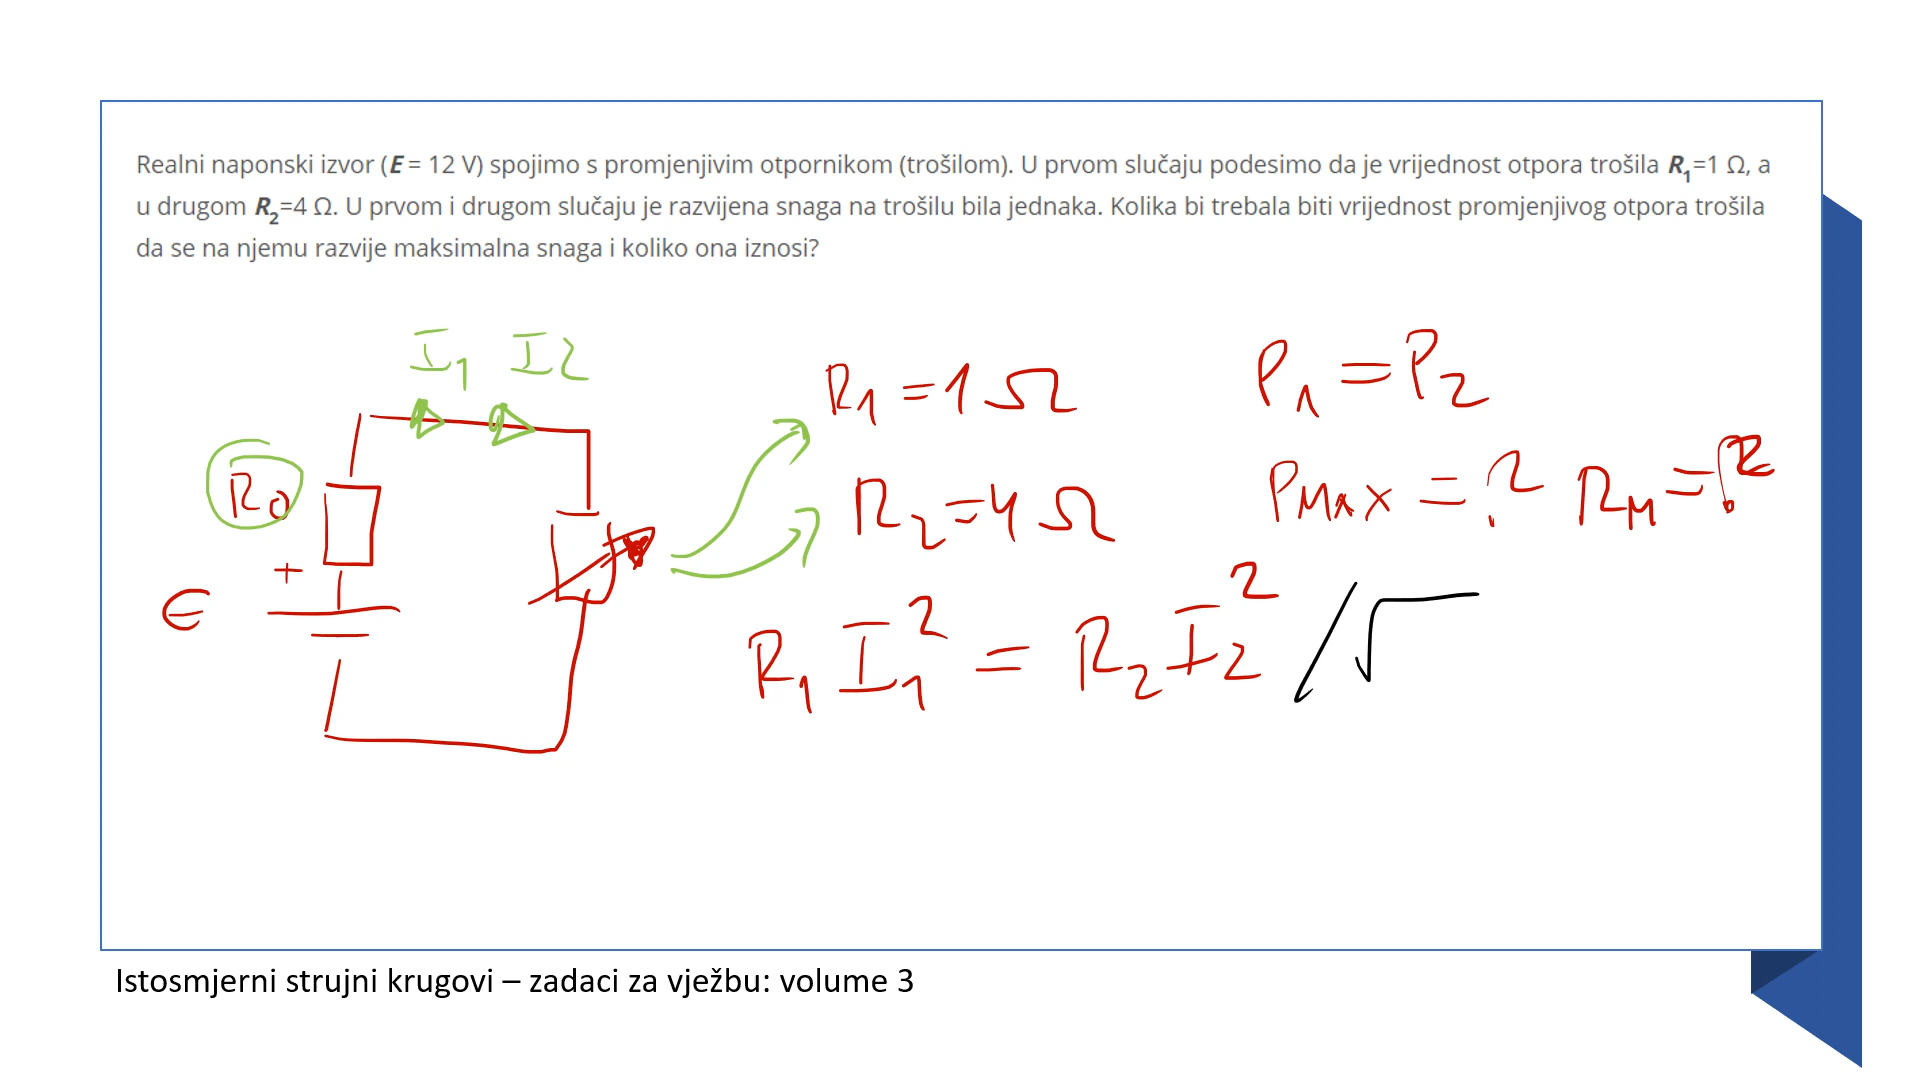 Realni naponski izvor (E = 12 V) spojimo s promjenjivim otpornikom (trošilom). U prvom slučaju podesimo da je vrijednost otpora trošila R₁=1 Ω, a
u drugom R₂=4 Ω. U prvom i drugom slučaju je razvijena snaga na trošilu bila jednaka. Kolika bi trebala biti vrijednost promjenjivog otpora trošila
da se na njemu razvije maksimalna snaga i koliko ona iznosi?
I₁ I₂
R₀
+
E
R₁ = 1 Ω
R₂ = 4 Ω
P₁ = P₂
PMAX = ? RM = ?
R₁ I₁² = R₂ I₂² /√
Istosmjerni strujni krugovi – zadaci za vježbu: volume 3